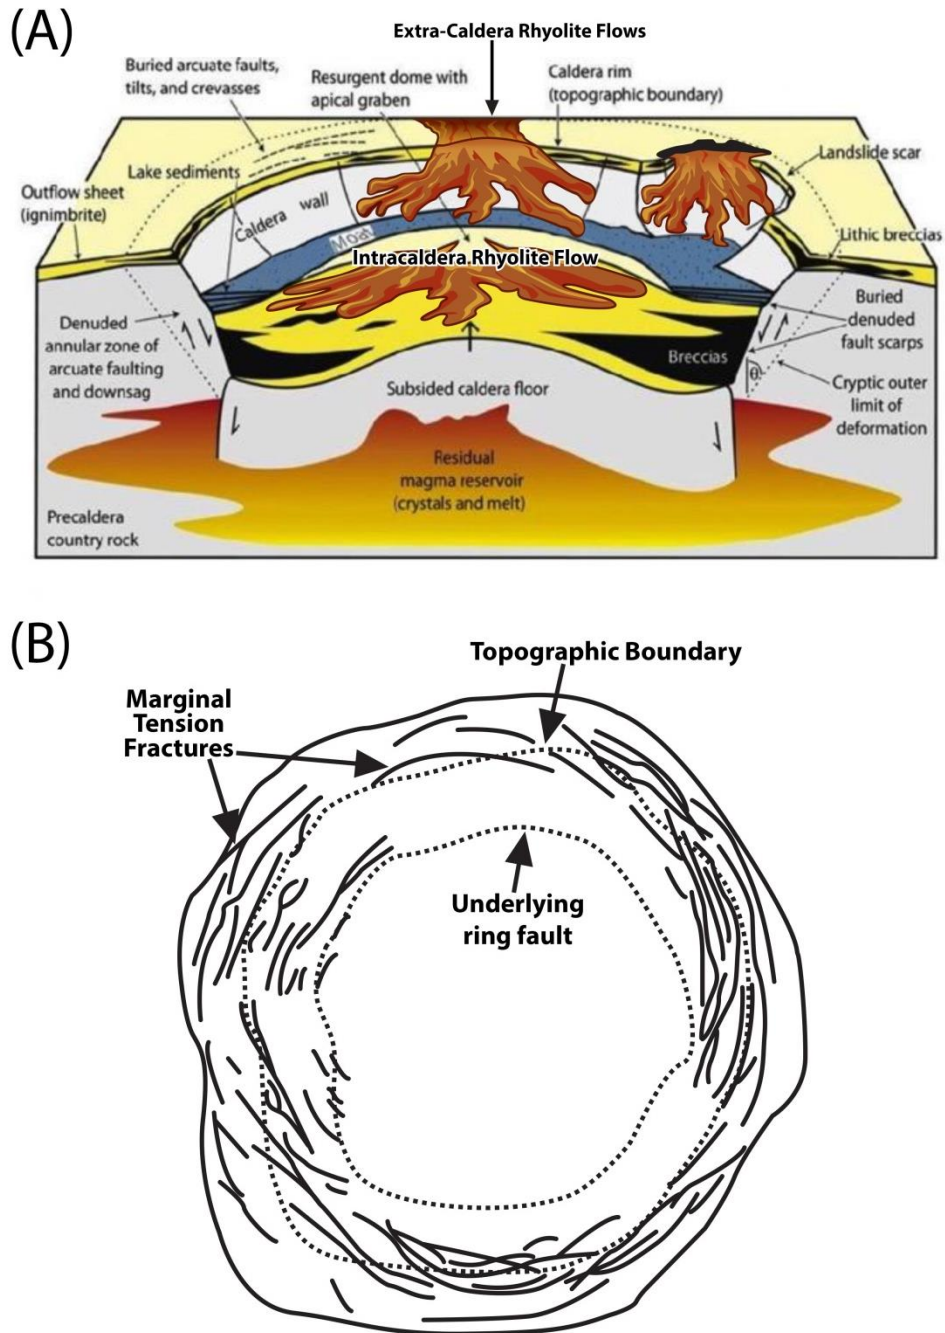 (A)
Extra-Caldera Rhyolite Flows
Buried arcuate faults,
tilts, and crevasses
Resurgent dome with
apical graben
Caldera rim
(topographic boundary)
Landslide scar
Lake sediments
Outflow sheet
(ignimbrite)
Caldera wall
Moat
Lithic breccias
Intracaldera Rhyolite Flow
Denuded
annular zone of
arcuate faulting
and downsag
Buried
denuded
fault scarps
Breccias
θ
Subsided caldera floor
Cryptic outer
limit of
deformation
Residual
magma reservoir
(crystals and melt)
Precaldera
country rock
(B)
Topographic Boundary
Marginal
Tension
Fractures
Underlying
ring fault